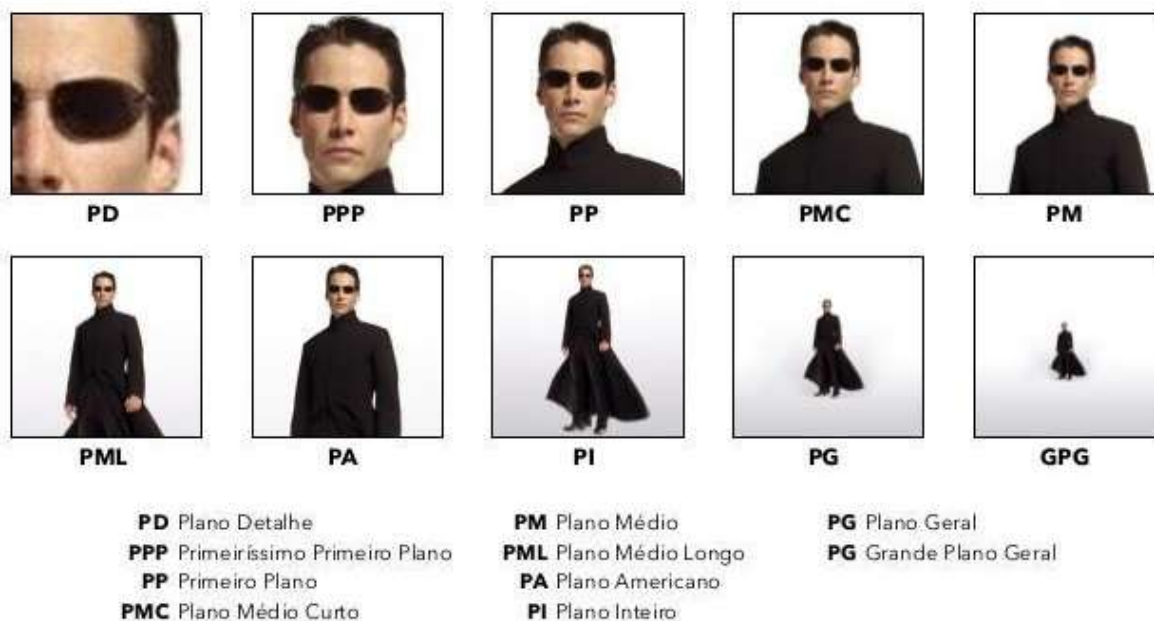 PD
PPP
PP
PMC
PM
PML
PA
PI
PG
GPG
PD Plano Detalhe
PPP Primeiríssimo Primeiro Plano
PP Primeiro Plano
PMC Plano Médio Curto
PM Plano Médio
PML Plano Médio Longo
PA Plano Americano
PI Plano Inteiro
PG Plano Geral
PG Grande Plano Geral